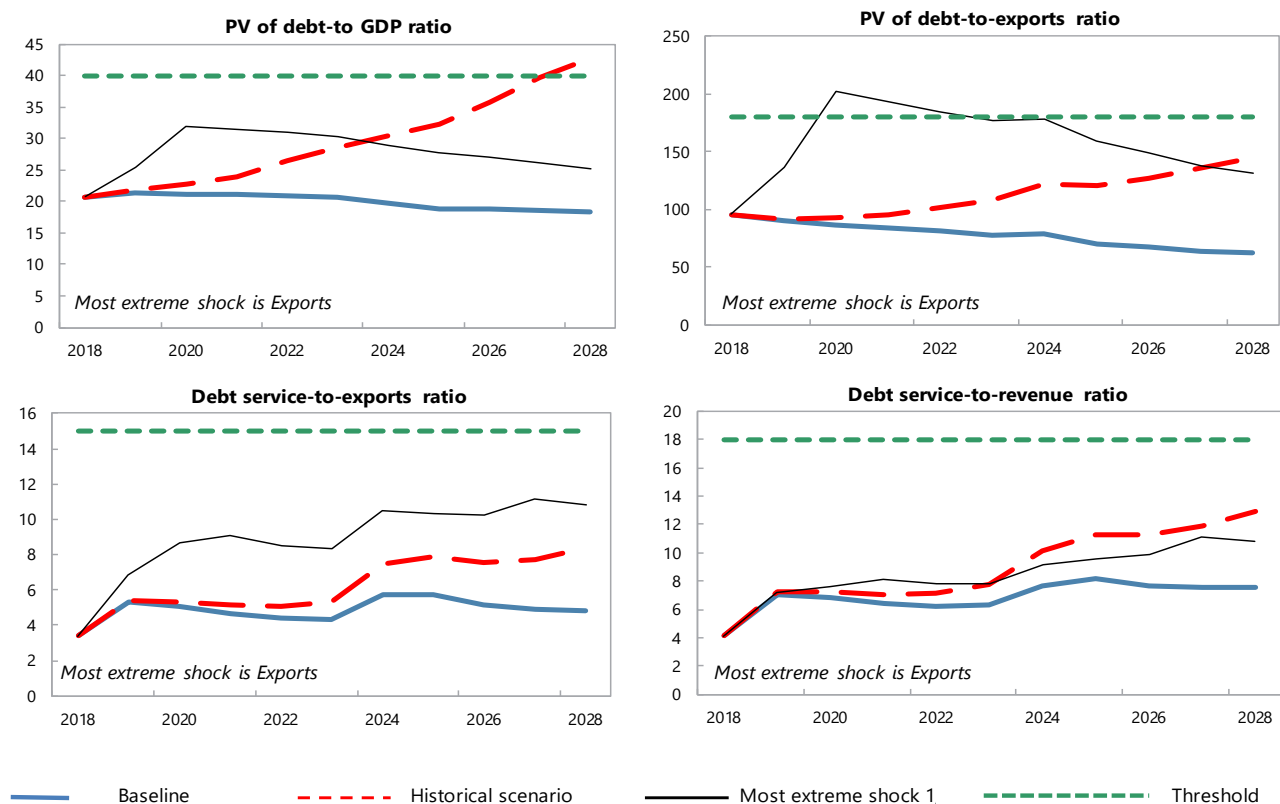 PV of debt-to GDP ratio
45
40
35
30
25
20
15
10
5
0
Most extreme shock is Exports
2018 2020 2022 2024 2026 2028
PV of debt-to-exports ratio
250
200
150
100
50
0
Most extreme shock is Exports
2018 2020 2022 2024 2026 2028
Debt service-to-exports ratio
16
14
12
10
8
6
4
2
0
Most extreme shock is Exports
2018 2020 2022 2024 2026 2028
Debt service-to-revenue ratio
20
18
16
14
12
10
8
6
4
2
0
Most extreme shock is Exports
2018 2020 2022 2024 2026 2028
Baseline Historical scenario Most extreme shock 1 Threshold